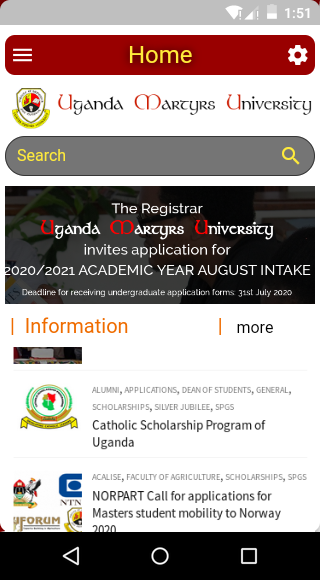 1:51
Home
Uganda Martyrs University
Search
The Registrar
Uganda Martyrs University
invites application for
2020/2021 ACADEMIC YEAR AUGUST INTAKE
Deadline for receiving undergraduate application forms: 31st July 2020
Information
more
ALUMNI, APPLICATIONS, DEAN OF STUDENTS, GENERAL,
SCHOLARSHIPS, SILVER JUBILEE, SPGS
Catholic Scholarship Program of
Uganda
ACALISE, FACULTY OF AGRICULTURE, SCHOLARSHIPS, SPGS
NORPART Call for applications for
Masters student mobility to Norway
2020
NTN
UFORUM